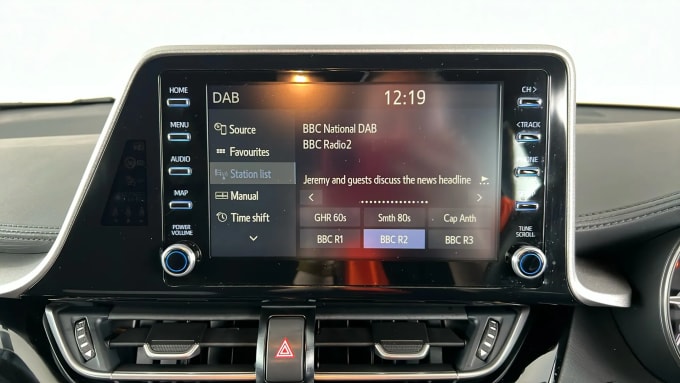 HOME
MENU
AUDIO
MAP
POWER
VOLUME
DAB
12:19
Source
Favourites
Station list
Manual
Time shift
BBC National DAB
BBC Radio2
Jeremy and guests discuss the news headline
GHR 60s
Smth 80s
Cap Anth
BBC R1
BBC R2
BBC R3
CH >
< TRACK
PHONE
TUNE
SCROLL